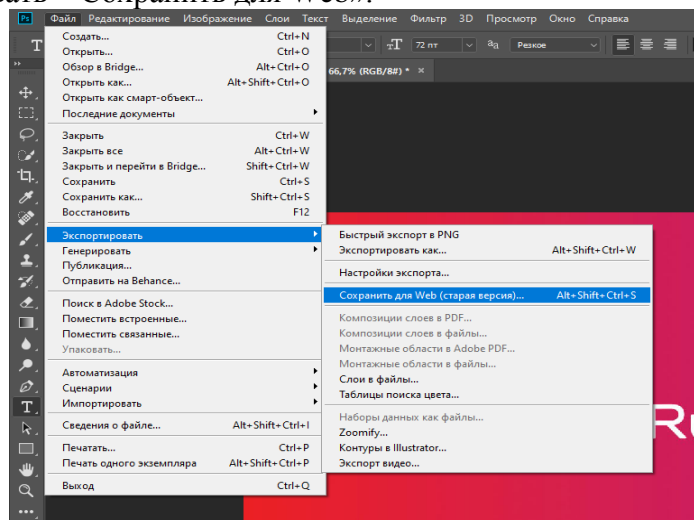 вать – Сохранить для Web».
Ps Файл Редактирование Изображение Слои Текст Выделение Фильтр 3D Просмотр Окно Справка
T 72 пт aа Резкое
66,7% (RGB/8#) * ×
Создать... Ctrl+N
Открыть... Ctrl+O
Обзор в Bridge... Alt+Ctrl+O
Открыть как... Alt+Shift+Ctrl+O
Открыть как смарт-объект...
Последние документы
Закрыть Ctrl+W
Закрыть все Alt+Ctrl+W
Закрыть и перейти в Bridge... Shift+Ctrl+W
Сохранить Ctrl+S
Сохранить как... Shift+Ctrl+S
Восстановить F12
Экспортировать
Генерировать
Публикация...
Отправить на Behance...
Поиск в Adobe Stock...
Поместить встроенные...
Поместить связанные...
Упаковать...
Автоматизация
Сценарии
Импортировать
Сведения о файле... Alt+Shift+Ctrl+I
Печатать... Ctrl+P
Печать одного экземпляра Alt+Shift+Ctrl+P
Выход Ctrl+Q
Быстрый экспорт в PNG
Экспортировать как... Alt+Shift+Ctrl+W
Настройки экспорта...
Сохранить для Web (старая версия)... Alt+Shift+Ctrl+S
Композиции слоев в PDF...
Композиции слоев в файлы...
Монтажные области в Adobe PDF...
Монтажные области в файлы...
Слои в файлы...
Таблицы поиска цвета...
Наборы данных как файлы...
Zoomify...
Контуры в Illustrator...
Экспорт видео...
Ru